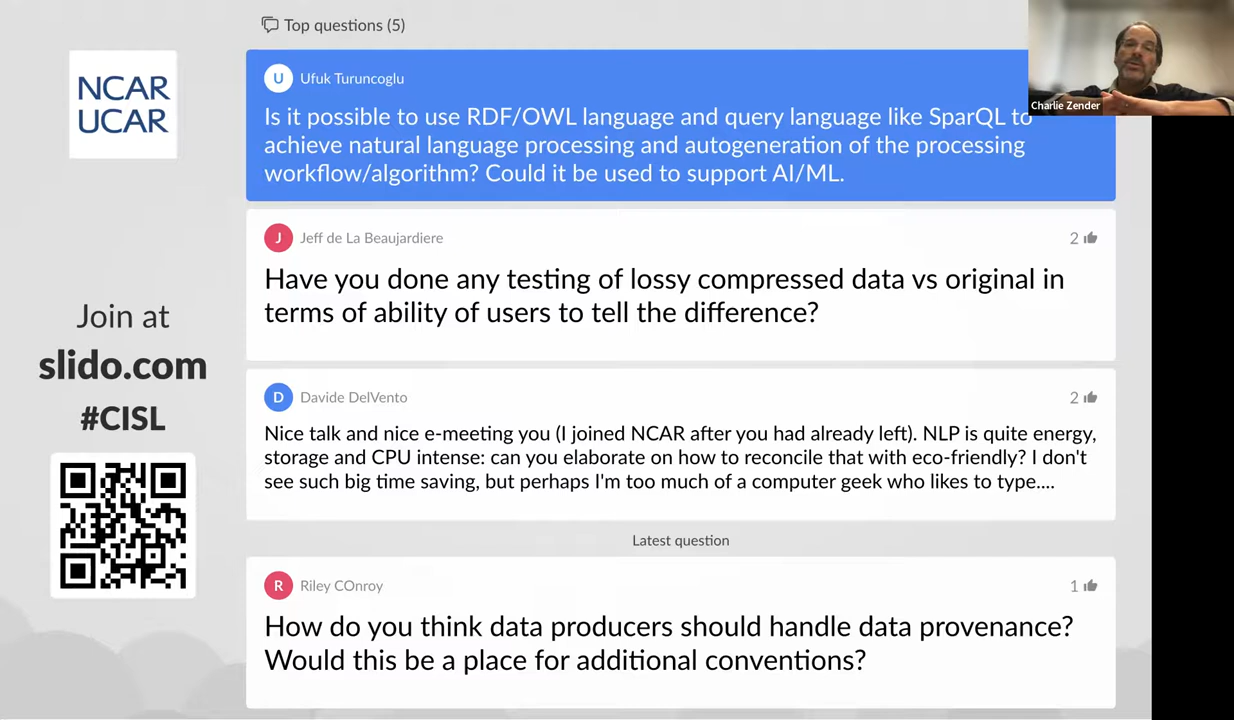 Top questions (5)
NCAR
UCAR
U Ufuk Turuncoglu
Is it possible to use RDF/OWL language and query language like SparQL to
achieve natural language processing and autogeneration of the processing
workflow/algorithm? Could it be used to support AI/ML.
Charlie Zender
J Jeff de La Beaujardiere 2
Have you done any testing of lossy compressed data vs original in
terms of ability of users to tell the difference?
Join at
slido.com
#CISL
D Davide DelVento 2
Nice talk and nice e-meeting you (I joined NCAR after you had already left). NLP is quite energy,
storage and CPU intense: can you elaborate on how to reconcile that with eco-friendly? I don't
see such big time saving, but perhaps I'm too much of a computer geek who likes to type....
Latest question
R Riley COnroy 1
How do you think data producers should handle data provenance?
Would this be a place for additional conventions?